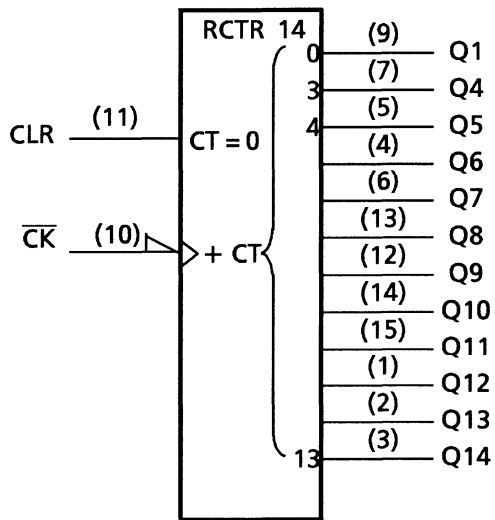 RCTR 14
0 (9) Q1
3 (7) Q4
4 (5) Q5
(4) Q6
(6) Q7
(13) Q8
(12) Q9
(14) Q10
(15) Q11
(1) Q12
(2) Q13
13 (3) Q14
CLR (11) CT = 0
C̅K̅ (10) + CT